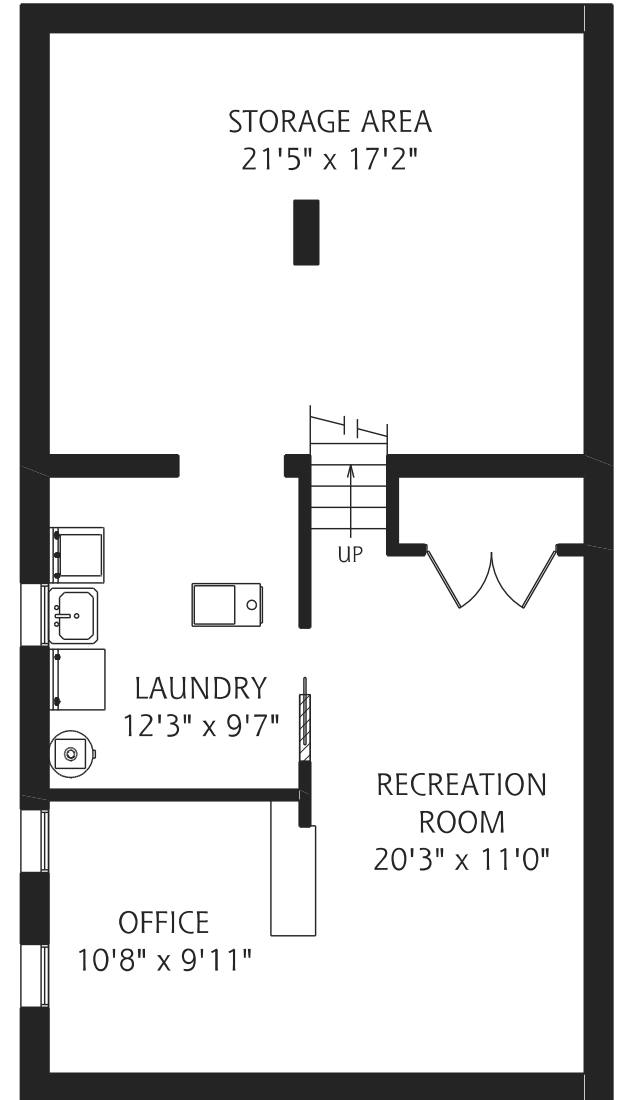 STORAGE AREA
21'5" x 17'2"
UP
LAUNDRY
12'3" x 9'7"
RECREATION
ROOM
20'3" x 11'0"
OFFICE
10'8" x 9'11"